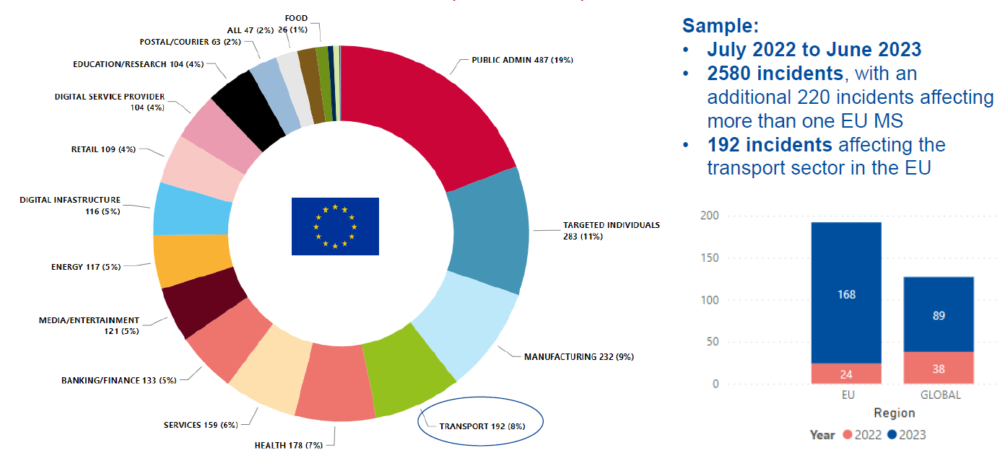 FOOD
26 (1%)
ALL 47 (2%)
POSTAL/COURIER 63 (2%)
EDUCATION/RESEARCH 104 (4%)
DIGITAL SERVICE PROVIDER
104 (4%)
RETAIL 109 (4%)
DIGITAL INFASTRUCTURE
116 (5%)
ENERGY 117 (5%)
MEDIA/ENTERTAINMENT
121 (5%)
BANKING/FINANCE 133 (5%)
SERVICES 159 (6%)
HEALTH 178 (7%)
TRANSPORT 192 (8%)
MANUFACTURING 232 (9%)
TARGETED INDIVIDUALS
283 (11%)
PUBLIC ADMIN 487 (19%)
Sample:
• July 2022 to June 2023
• 2580 incidents, with an
additional 220 incidents affecting
more than one EU MS
• 192 incidents affecting the
transport sector in the EU
200
150
100
50
0
168
24
89
38
EU
GLOBAL
Region
Year 2022 2023